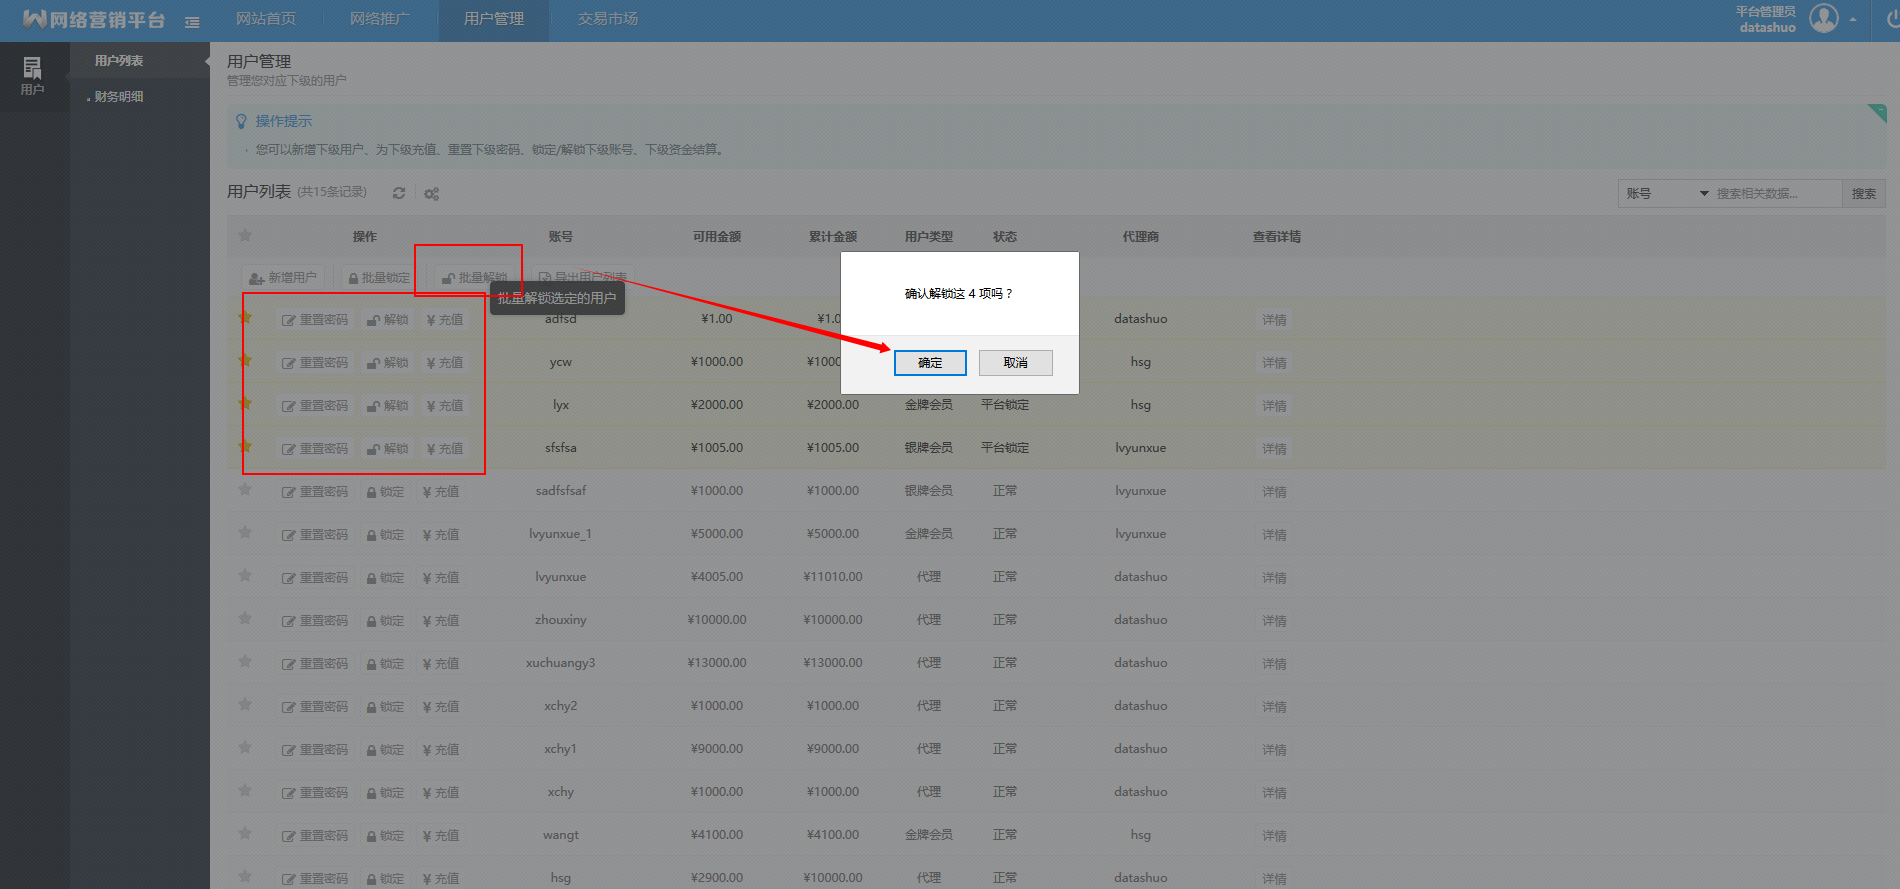 网络营销平台 网站首页 网络推广 用户管理 交易市场 平台管理员
datashuo
用户
用户列表
财务明细
用户管理
管理您对应下级的用户
操作提示
您可以新增下级用户、为下级充值、重置下级密码、锁定/解锁下级账号、下级资金结算。
用户列表 (共15条记录) 账号 搜索相关数据... 搜索
操作 账号 可用金额 累计金额 用户类型 状态 代理商 查看详情
新增用户 批量锁定 批量解锁 导出用户列表
批量解锁选定的用户
确认解锁这 4 项吗？
确定 取消
重置密码 解锁 ¥ 充值 adfsd ¥1.00 ¥1.0 datashuo 详情
重置密码 解锁 ¥ 充值 ycw ¥1000.00 ¥1000 hsg 详情
重置密码 解锁 ¥ 充值 lyx ¥2000.00 ¥2000.00 金牌会员 平台锁定 hsg 详情
重置密码 解锁 ¥ 充值 sfsfsa ¥1005.00 ¥1005.00 银牌会员 平台锁定 lvyunxue 详情
重置密码 锁定 ¥ 充值 sadfsfsaf ¥1000.00 ¥1000.00 银牌会员 正常 lvyunxue 详情
重置密码 锁定 ¥ 充值 lvyunxue_1 ¥5000.00 ¥5000.00 金牌会员 正常 lvyunxue 详情
重置密码 锁定 ¥ 充值 lvyunxue ¥4005.00 ¥11010.00 代理 正常 datashuo 详情
重置密码 锁定 ¥ 充值 zhouxiny ¥10000.00 ¥10000.00 代理 正常 datashuo 详情
重置密码 锁定 ¥ 充值 xuchuangy3 ¥13000.00 ¥13000.00 代理 正常 datashuo 详情
重置密码 锁定 ¥ 充值 xchy2 ¥1000.00 ¥1000.00 代理 正常 datashuo 详情
重置密码 锁定 ¥ 充值 xchy1 ¥9000.00 ¥9000.00 代理 正常 datashuo 详情
重置密码 锁定 ¥ 充值 xchy ¥1000.00 ¥1000.00 代理 正常 datashuo 详情
重置密码 锁定 ¥ 充值 wangt ¥4100.00 ¥4100.00 金牌会员 正常 hsg 详情
重置密码 锁定 ¥ 充值 hsg ¥2900.00 ¥10000.00 代理 正常 datashuo 详情